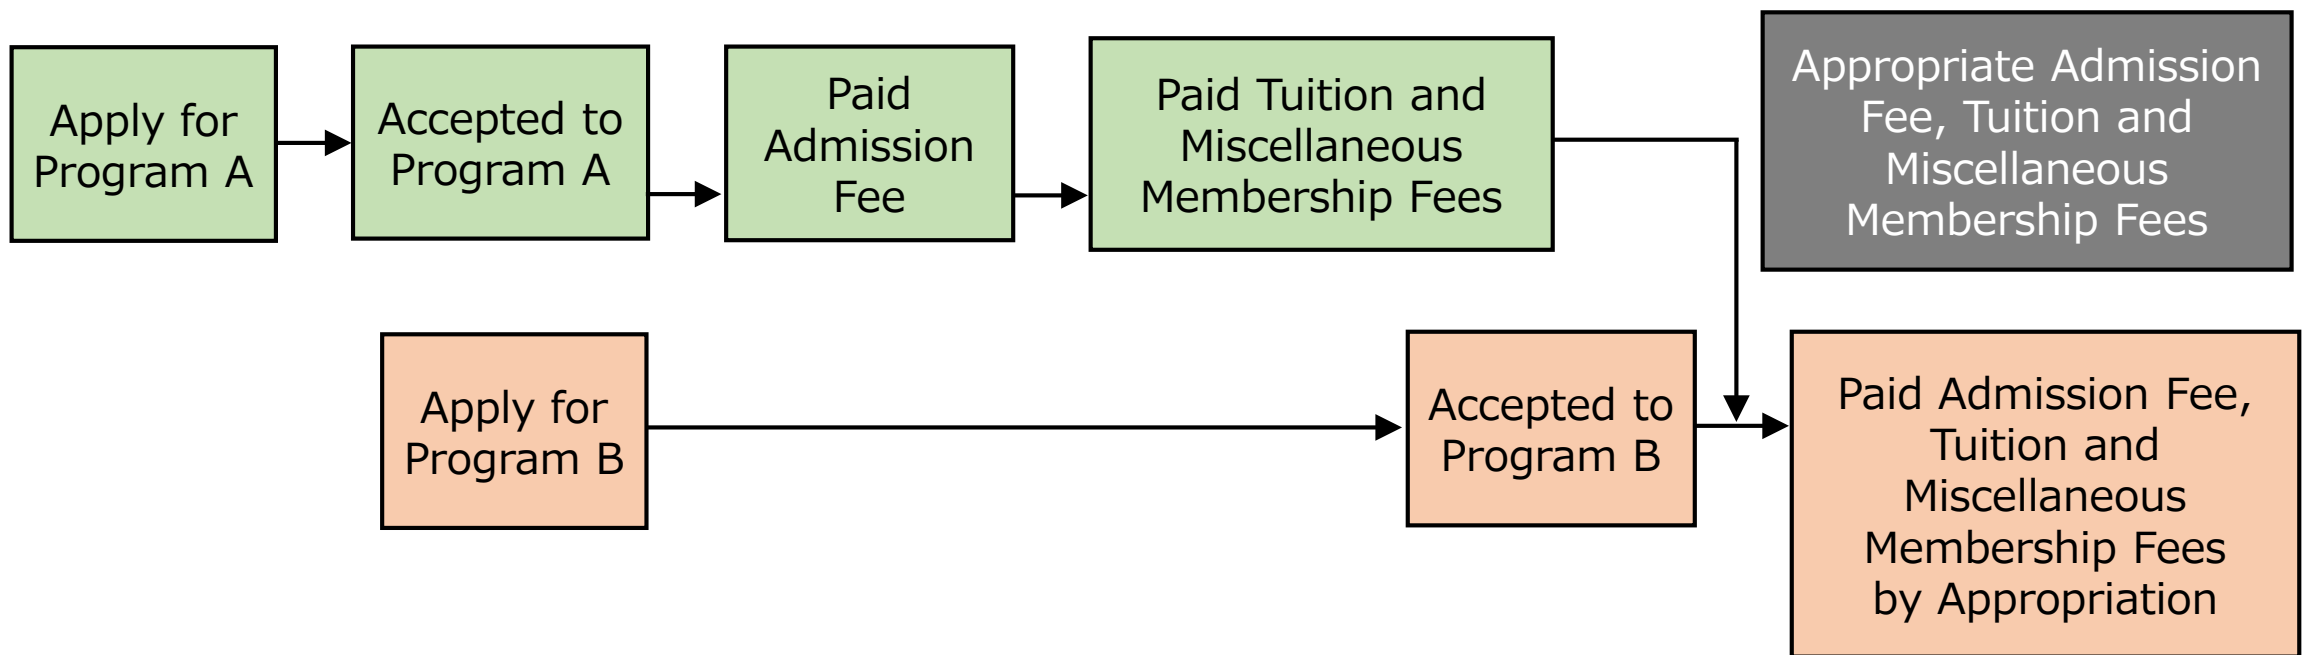 Apply for
Program A
Accepted to
Program A
Paid
Admission
Fee
Paid Tuition and
Miscellaneous
Membership Fees
Appropriate Admission
Fee, Tuition and
Miscellaneous
Membership Fees
Apply for
Program B
Accepted to
Program B
Paid Admission Fee,
Tuition and
Miscellaneous
Membership Fees
by Appropriation